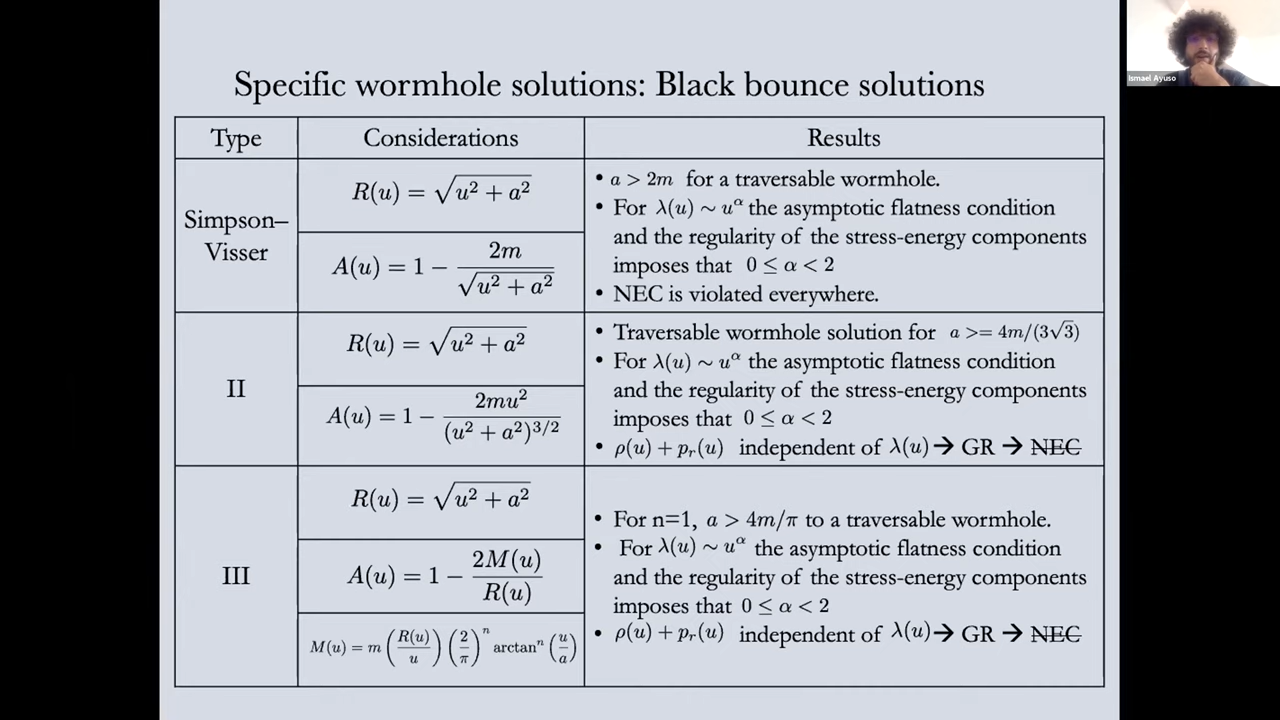 Specific wormhole solutions: Black bounce solutions
Type Considerations Results
Simpson–
Visser
R(u) = √(u² + a²)
A(u) = 1 − 2m/√(u² + a²)
• a > 2m for a traversable wormhole.
• For λ(u) ∼ u^α the asymptotic flatness condition
and the regularity of the stress-energy components
imposes that 0 ≤ α < 2
• NEC is violated everywhere.
II
R(u) = √(u² + a²)
A(u) = 1 − 2mu²/(u² + a²)^(3/2)
• Traversable wormhole solution for a >= 4m/(3√3)
• For λ(u) ∼ u^α the asymptotic flatness condition
and the regularity of the stress-energy components
imposes that 0 ≤ α < 2
• ρ(u) + p_r(u) independent of λ(u) → GR → NEC
III
R(u) = √(u² + a²)
A(u) = 1 − 2M(u)/R(u)
M(u) = m (R(u)/u) (2/π)^n arctan^n (u/a)
• For n=1, a > 4m/π to a traversable wormhole.
• For λ(u) ∼ u^α the asymptotic flatness condition
and the regularity of the stress-energy components
imposes that 0 ≤ α < 2
• ρ(u) + p_r(u) independent of λ(u) → GR → NEC
Ismael Ayuso